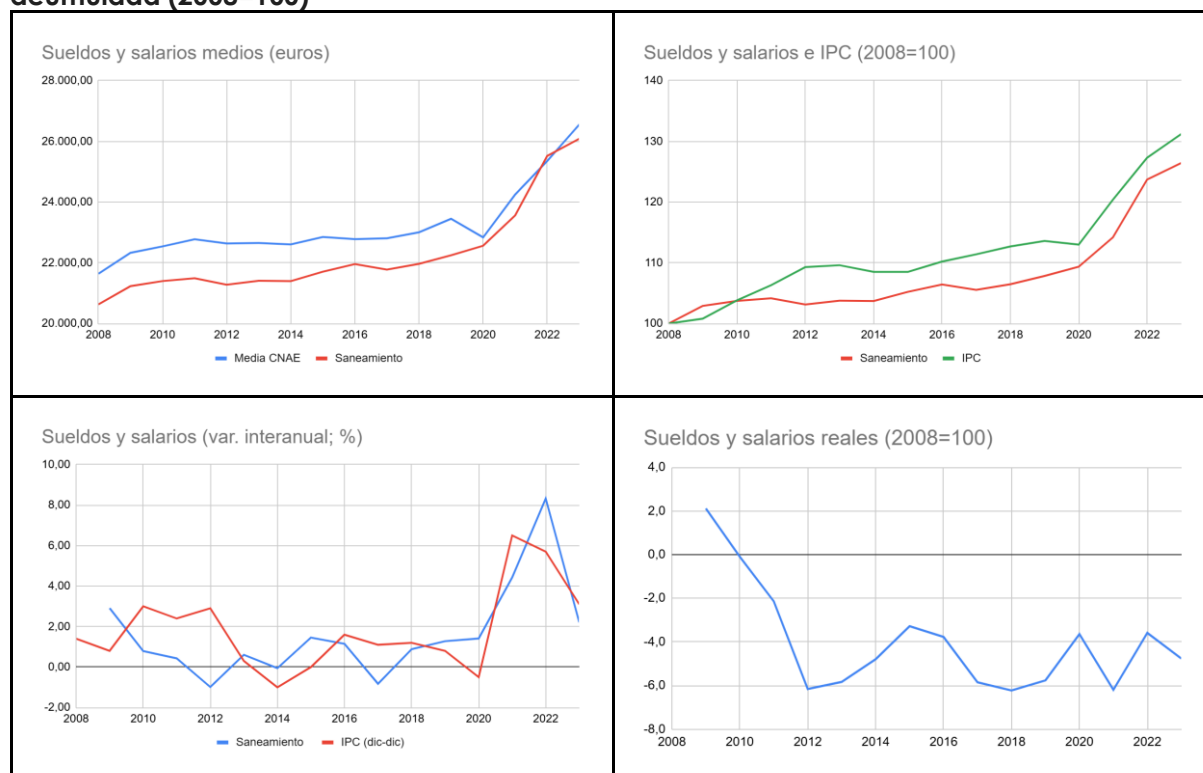 acumulada (2008=100)
Sueldos y salarios medios (euros)
28.000,00
26.000,00
24.000,00
22.000,00
20.000,00
2008 2010 2012 2014 2016 2018 2020 2022
Media CNAE Saneamiento
Sueldos y salarios e IPC (2008=100)
140
130
120
110
100
2008 2010 2012 2014 2016 2018 2020 2022
Saneamiento IPC
Sueldos y salarios (var. interanual; %)
10,00
8,00
6,00
4,00
2,00
0,00
-2,00
2008 2010 2012 2014 2016 2018 2020 2022
Saneamiento IPC (dic-dic)
Sueldos y salarios reales (2008=100)
4,0
2,0
0,0
-2,0
-4,0
-6,0
-8,0
2008 2010 2012 2014 2016 2018 2020 2022